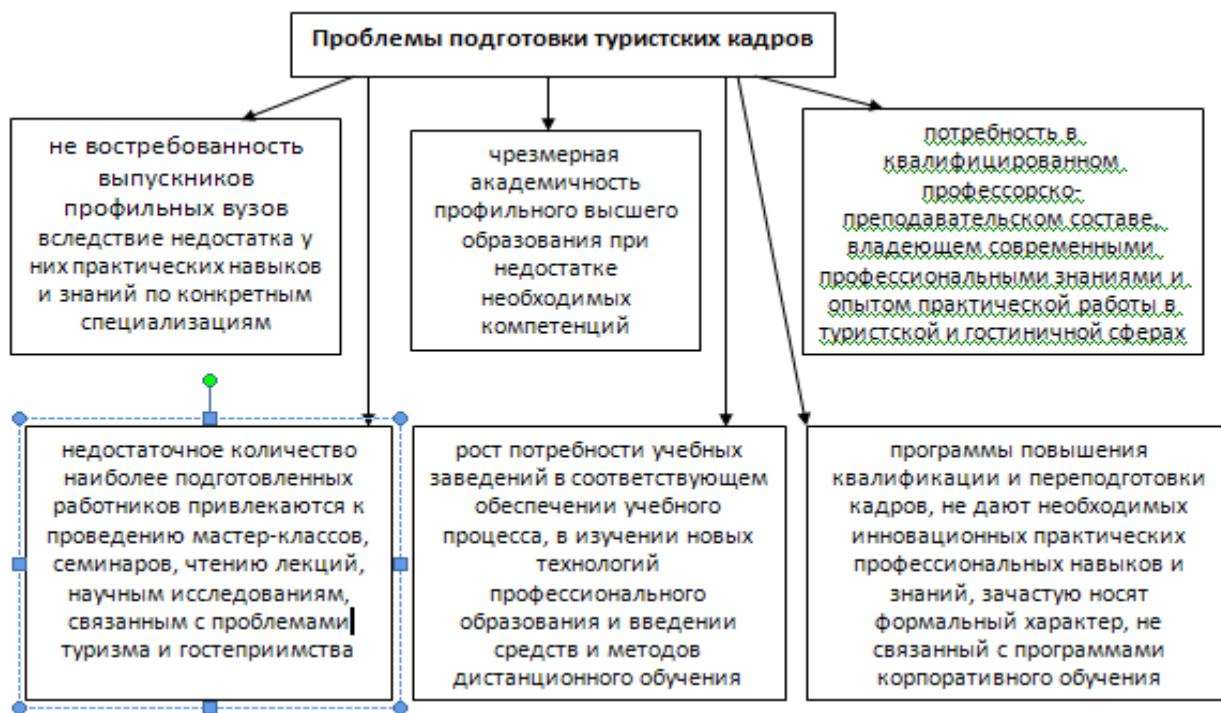 Проблемы подготовки туристских кадров
не востребованность
выпускников
профильных вузов
вследствие недостатка у
них практических навыков
и знаний по конкретным
специализациям
чрезмерная
академичность
профильного высшего
образования при
недостатке
необходимых
компетенций
потребность в
квалифицированном
профессорско-
преподавательском составе,
владеющем современными
профессиональными знаниями и
опытом практической работы в
туристской и гостиничной сферах
недостаточное количество
наиболее подготовленных
работников привлекаются к
проведению мастер-классов,
семинаров, чтению лекций,
научным исследованиям,
связанным с проблемами
туризма и гостеприимства
рост потребности учебных
заведений в соответствующем
обеспечении учебного
процесса, в изучении новых
технологий
профессионального
образования и введении
средств и методов
дистанционного обучения
программы повышения
квалификации и переподготовки
кадров, не дают необходимых
инновационных практических
профессиональных навыков и
знаний, зачастую носят
формальный характер, не
связанный с программами
корпоративного обучения